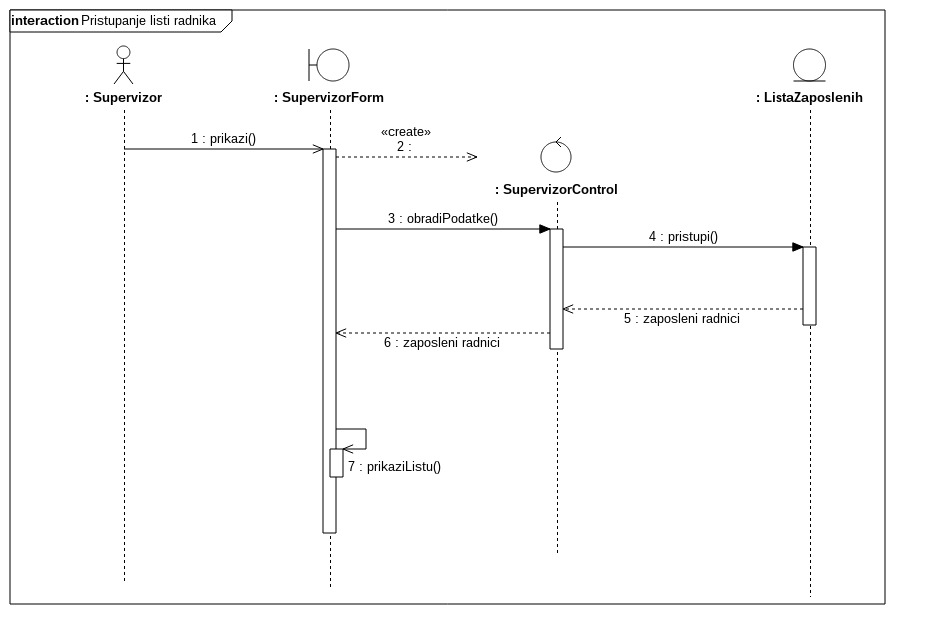 interaction Pristupanje listi radnika
: Supervizor
: SupervizorForm
: ListaZaposlenih
1 : prikazi()
«create»
2 :
: SupervizorControl
3 : obradiPodatke()
4 : pristupi()
5 : zaposleni radnici
6 : zaposleni radnici
7 : prikaziListu()